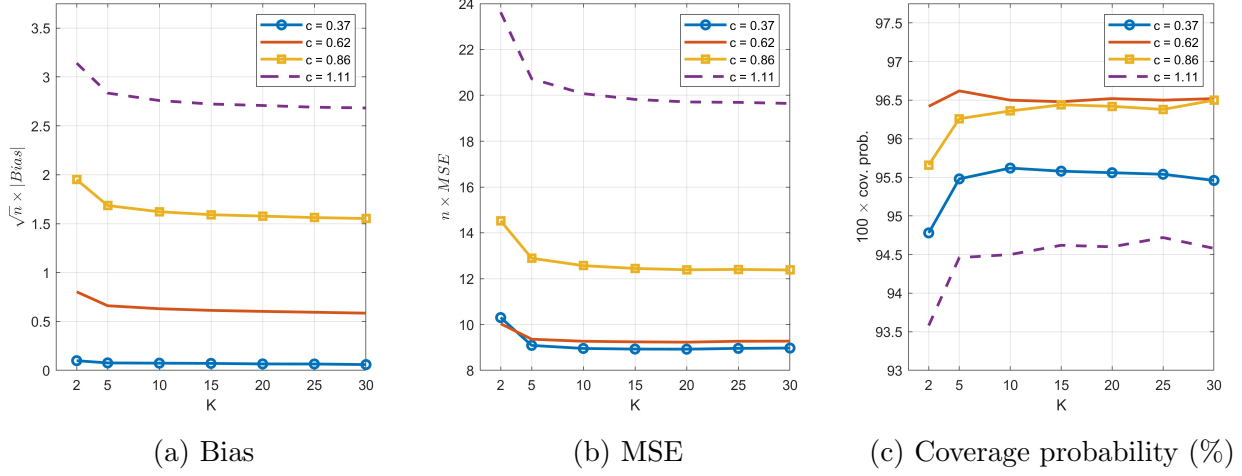 3.5
3
2.5
2
1.5
1
0.5
0
√n × |Bias|
2 5 10 15 20 25 30
K
c = 0.37
c = 0.62
c = 0.86
c = 1.11
(a) Bias
24
22
20
18
16
14
12
10
8
n × MSE
2 5 10 15 20 25 30
K
c = 0.37
c = 0.62
c = 0.86
c = 1.11
(b) MSE
97.5
97
96.5
96
95.5
95
94.5
94
93.5
93
100 × cov. prob.
2 5 10 15 20 25 30
K
c = 0.37
c = 0.62
c = 0.86
c = 1.11
(c) Coverage probability (%)